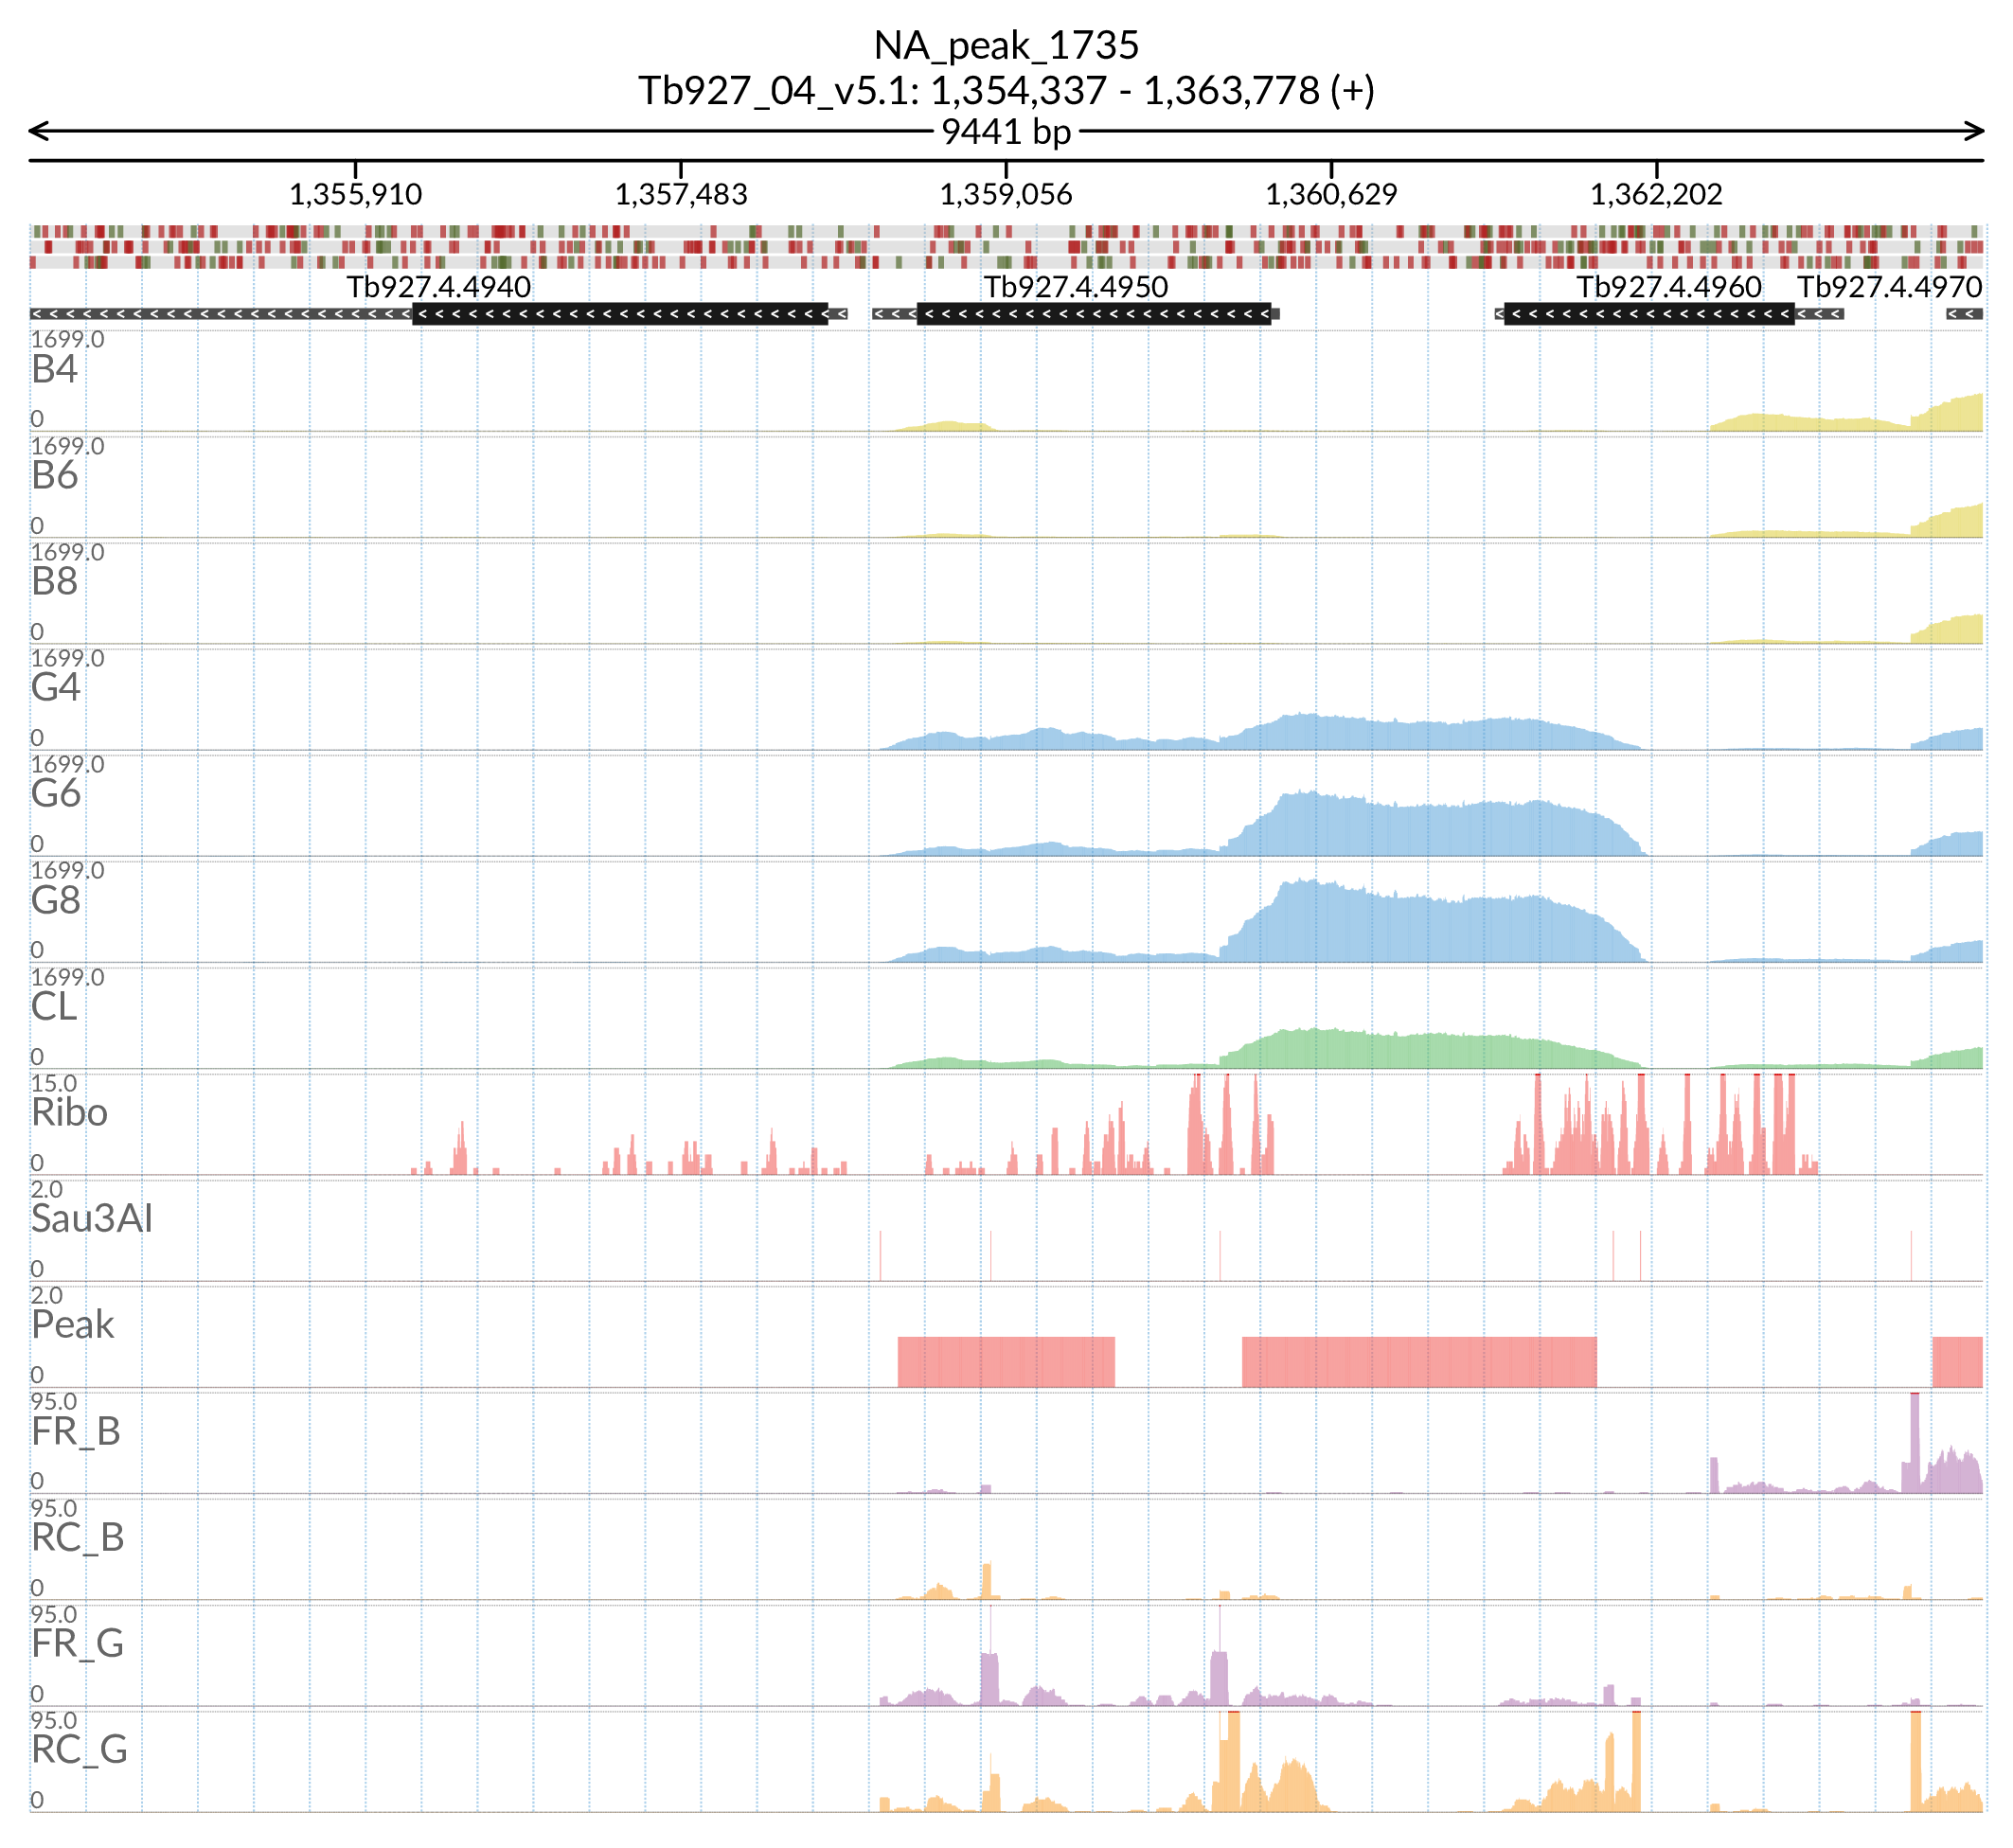 NA_peak_1735
Tb927_04_v5.1: 1,354,337 - 1,363,778 (+)
9441 bp
1,355,910 1,357,483 1,359,056 1,360,629 1,362,202
Tb927.4.4940 Tb927.4.4950 Tb927.4.4960 Tb927.4.4970
1699.0
B4
0
1699.0
B6
0
1699.0
B8
0
1699.0
G4
0
1699.0
G6
0
1699.0
G8
0
1699.0
CL
0
15.0
Ribo
0
2.0
Sau3AI
0
2.0
Peak
0
95.0
FR_B
0
95.0
RC_B
0
95.0
FR_G
0
95.0
RC_G
0